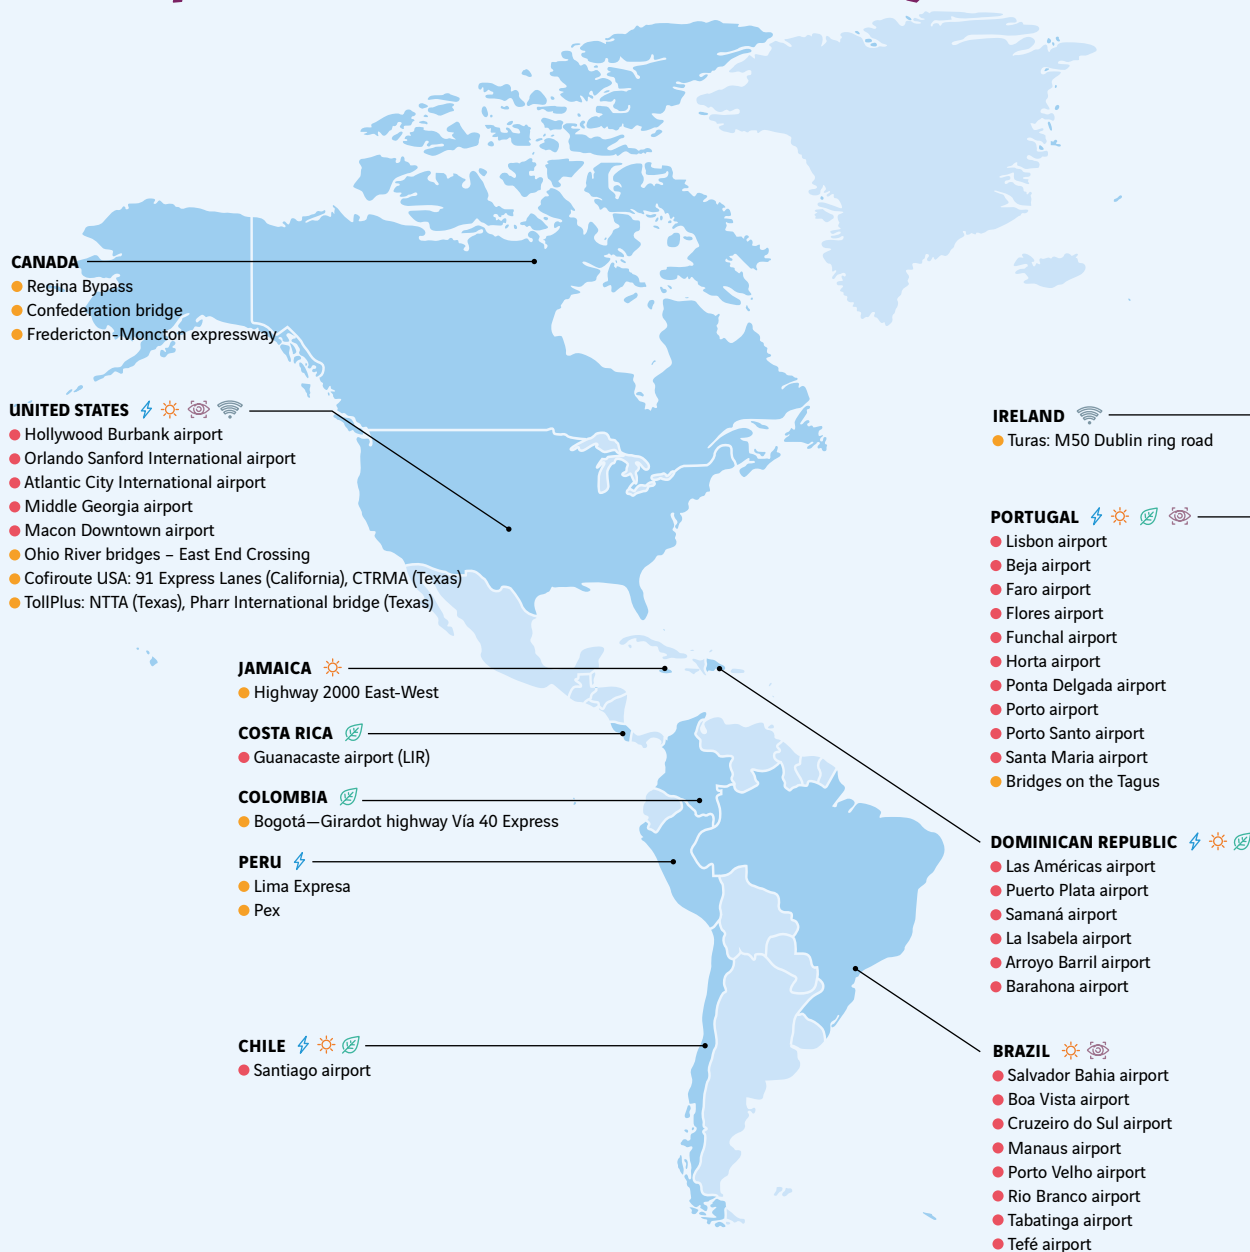 CANADA
Regina Bypass
Confederation bridge
Fredericton-Moncton expressway
UNITED STATES
Hollywood Burbank airport
Orlando Sanford International airport
Atlantic City International airport
Middle Georgia airport
Macon Downtown airport
Ohio River bridges – East End Crossing
Cofiroute USA: 91 Express Lanes (California), CTRMA (Texas)
TollPlus: NTTA (Texas), Pharr International bridge (Texas)
JAMAICA
Highway 2000 East-West
COSTA RICA
Guanacaste airport (LIR)
COLOMBIA
Bogotá—Girardot highway Vía 40 Express
PERU
Lima Expresa
Pex
CHILE
Santiago airport
IRELAND
Turas: M50 Dublin ring road
PORTUGAL
Lisbon airport
Beja airport
Faro airport
Flores airport
Funchal airport
Horta airport
Ponta Delgada airport
Porto airport
Porto Santo airport
Santa Maria airport
Bridges on the Tagus
DOMINICAN REPUBLIC
Las Américas airport
Puerto Plata airport
Samaná airport
La Isabela airport
Arroyo Barril airport
Barahona airport
BRAZIL
Salvador Bahia airport
Boa Vista airport
Cruzeiro do Sul airport
Manaus airport
Porto Velho airport
Rio Branco airport
Tabatinga airport
Tefé airport